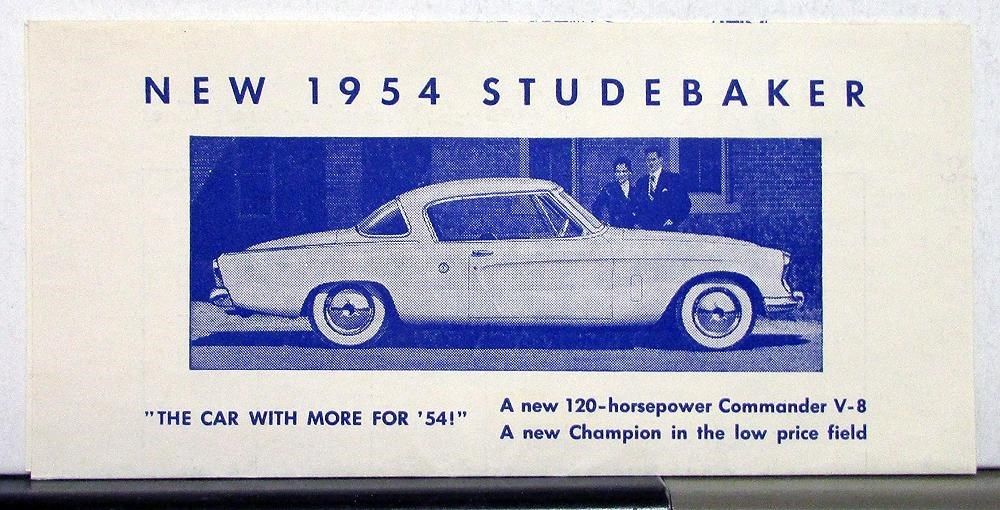 NEW 1954 STUDEBAKER
"THE CAR WITH MORE FOR '54!"
A new 120-horsepower Commander V-8
A new Champion in the low price field